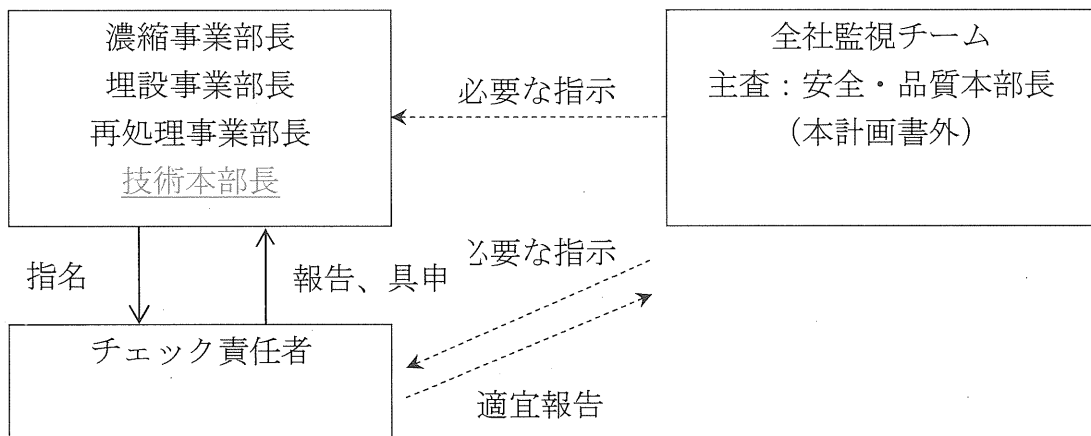 濃縮事業部長
埋設事業部長
再処理事業部長
技術本部長
全社監視チーム
主査：安全・品質本部長
（本計画書外）
必要な指示
指名
報告、具申
必要な指示
チェック責任者
適宜報告